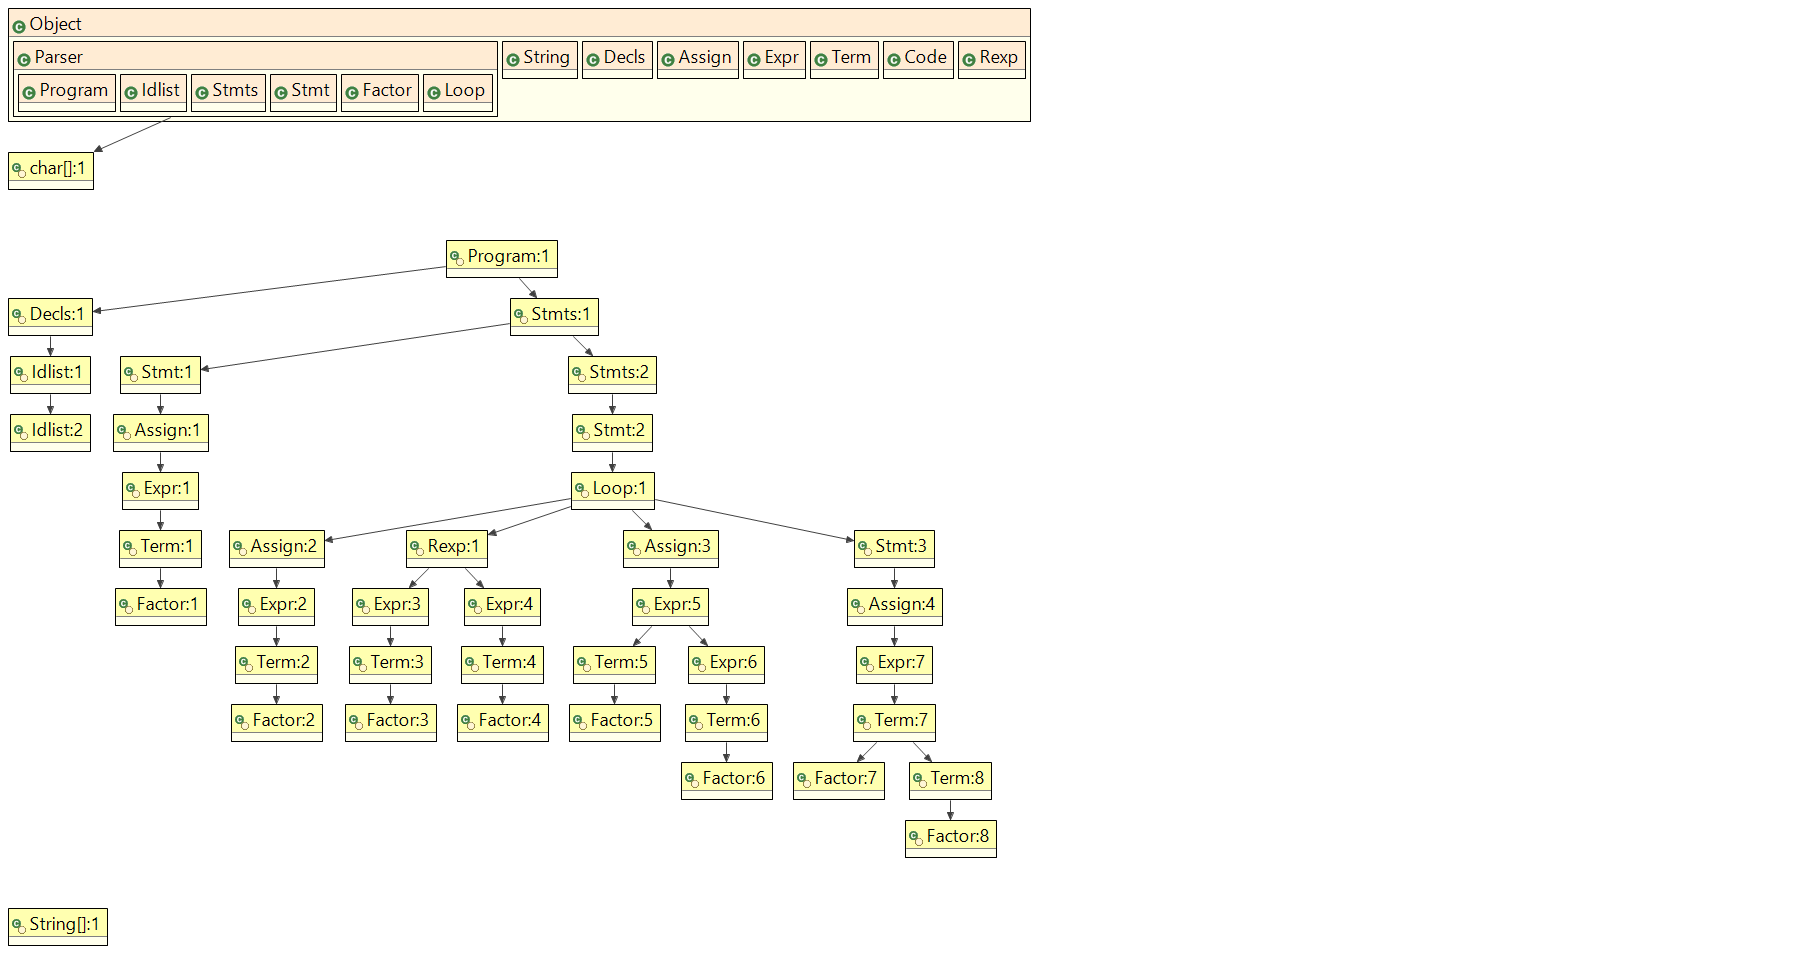 Object
Parser String Decls Assign Expr Term Code Rexp
Program Idlist Stmts Stmt Factor Loop
char[]:1
Program:1
Decls:1 Stmts:1
Idlist:1 Stmt:1 Stmts:2
Idlist:2 Assign:1 Stmt:2
Expr:1 Loop:1
Term:1 Assign:2 Rexp:1 Assign:3 Stmt:3
Factor:1 Expr:2 Expr:3 Expr:4 Expr:5 Assign:4
Term:2 Term:3 Term:4 Term:5 Expr:6 Expr:7
Factor:2 Factor:3 Factor:4 Factor:5 Term:6 Term:7
Factor:6 Factor:7 Term:8
Factor:8
String[]:1